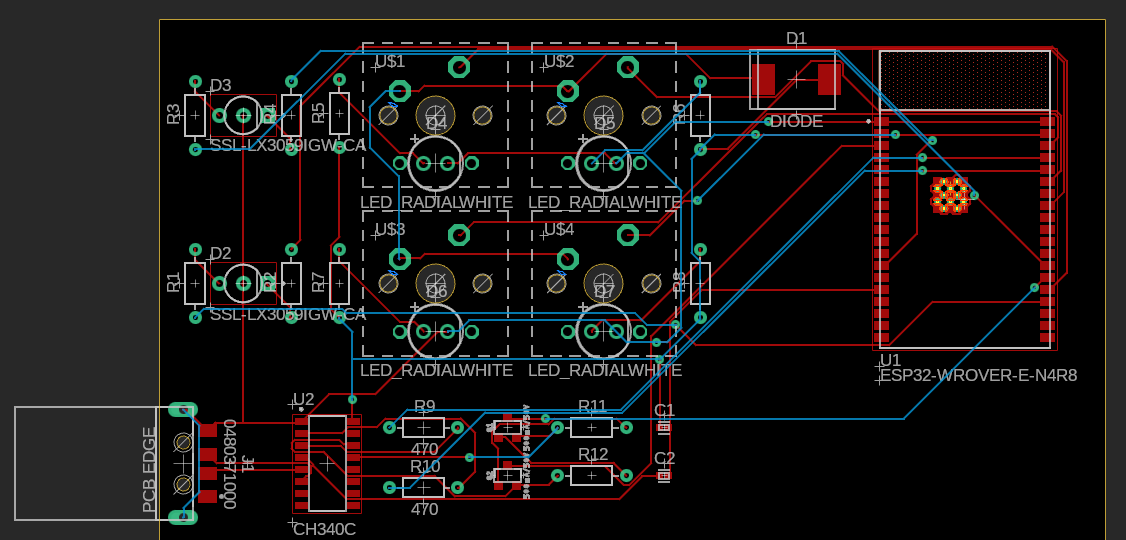 D1
U$1
U$2
D3
R3
R4
R5
D4
D5
R6
DIODE
SSL-LX3059IGW-CA
LED_RADIALWHITE
LED_RADIALWHITE
U$3
U$4
D2
R1
R2
R7
D6
D7
R8
SSL-LX3059IGW-CA
LED_RADIALWHITE
LED_RADIALWHITE
U1
ESP32-WROVER-E-N4R8
U2
R9
R11
C1
470
PCB EDGE
0480371000
J1
R10
R12
C2
470
CH340C